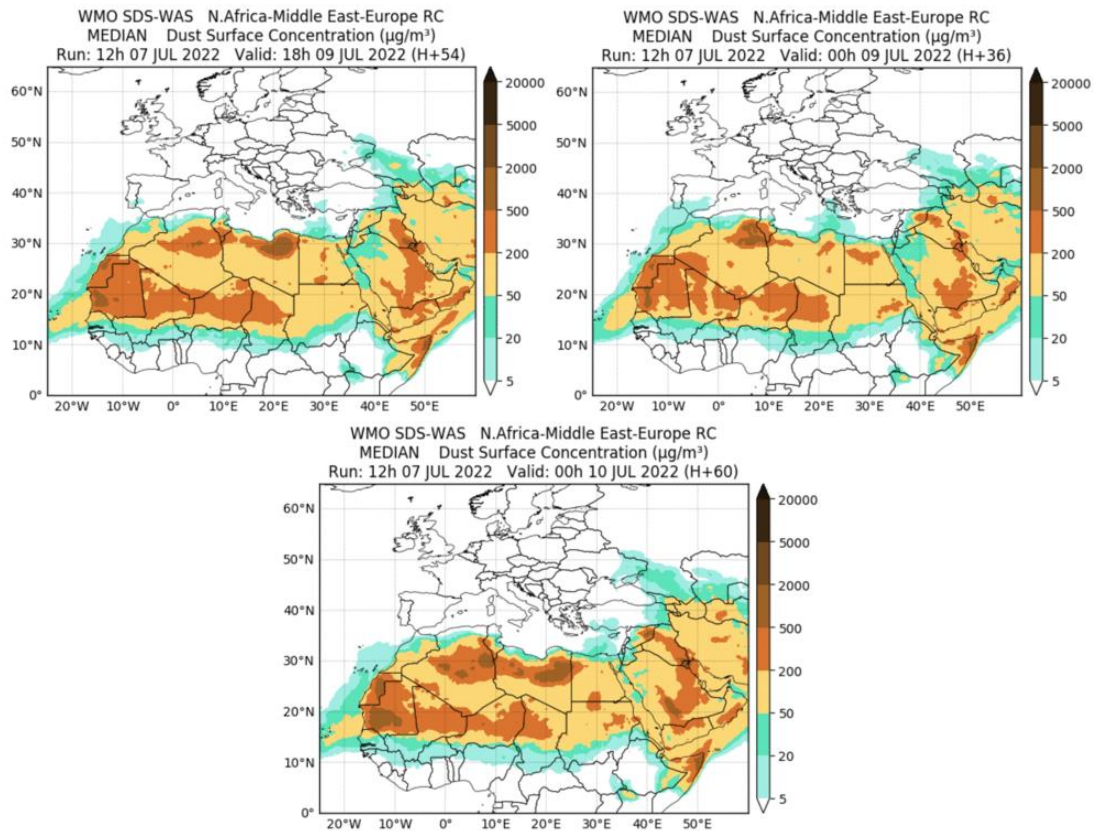 WMO SDS-WAS   N.Africa-Middle East-Europe RC
MEDIAN    Dust Surface Concentration (µg/m³)
Run: 12h 07 JUL 2022   Valid: 18h 09 JUL 2022 (H+54)
60°N
50°N
40°N
30°N
20°N
10°N
0°
20°W
10°W
0°
10°E
20°E
30°E
40°E
50°E
20000
5000
2000
500
200
50
20
5
WMO SDS-WAS   N.Africa-Middle East-Europe RC
MEDIAN    Dust Surface Concentration (µg/m³)
Run: 12h 07 JUL 2022   Valid: 00h 09 JUL 2022 (H+36)
60°N
50°N
40°N
30°N
20°N
10°N
0°
20°W
10°W
0°
10°E
20°E
30°E
40°E
50°E
20000
5000
2000
500
200
50
20
5
WMO SDS-WAS   N.Africa-Middle East-Europe RC
MEDIAN    Dust Surface Concentration (µg/m³)
Run: 12h 07 JUL 2022   Valid: 00h 10 JUL 2022 (H+60)
60°N
50°N
40°N
30°N
20°N
10°N
0°
20°W
10°W
0°
10°E
20°E
30°E
40°E
50°E
20000
5000
2000
500
200
50
20
5